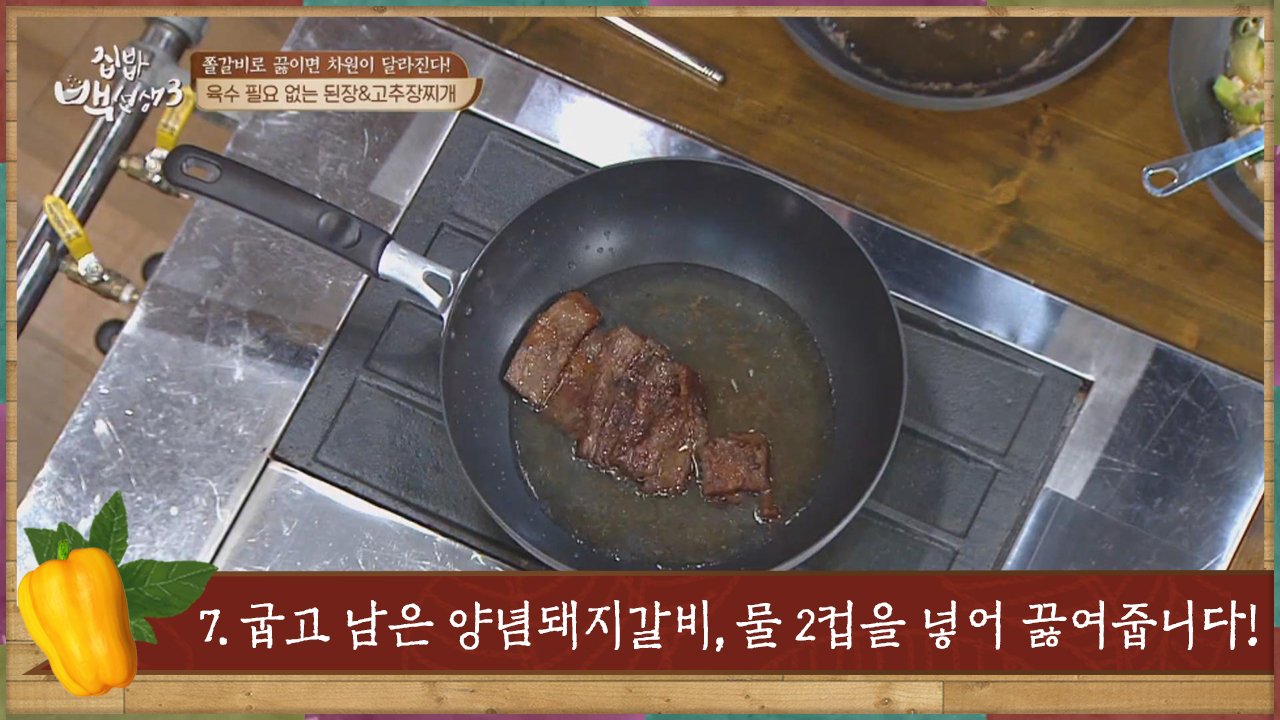 집밥
백선생3
쪽갈비로 끓이면 차원이 달라진다!
육수 필요 없는 된장&고추장찌개
7. 굽고 남은 양념돼지갈비, 물 2컵을 넣어 끓여줍니다!